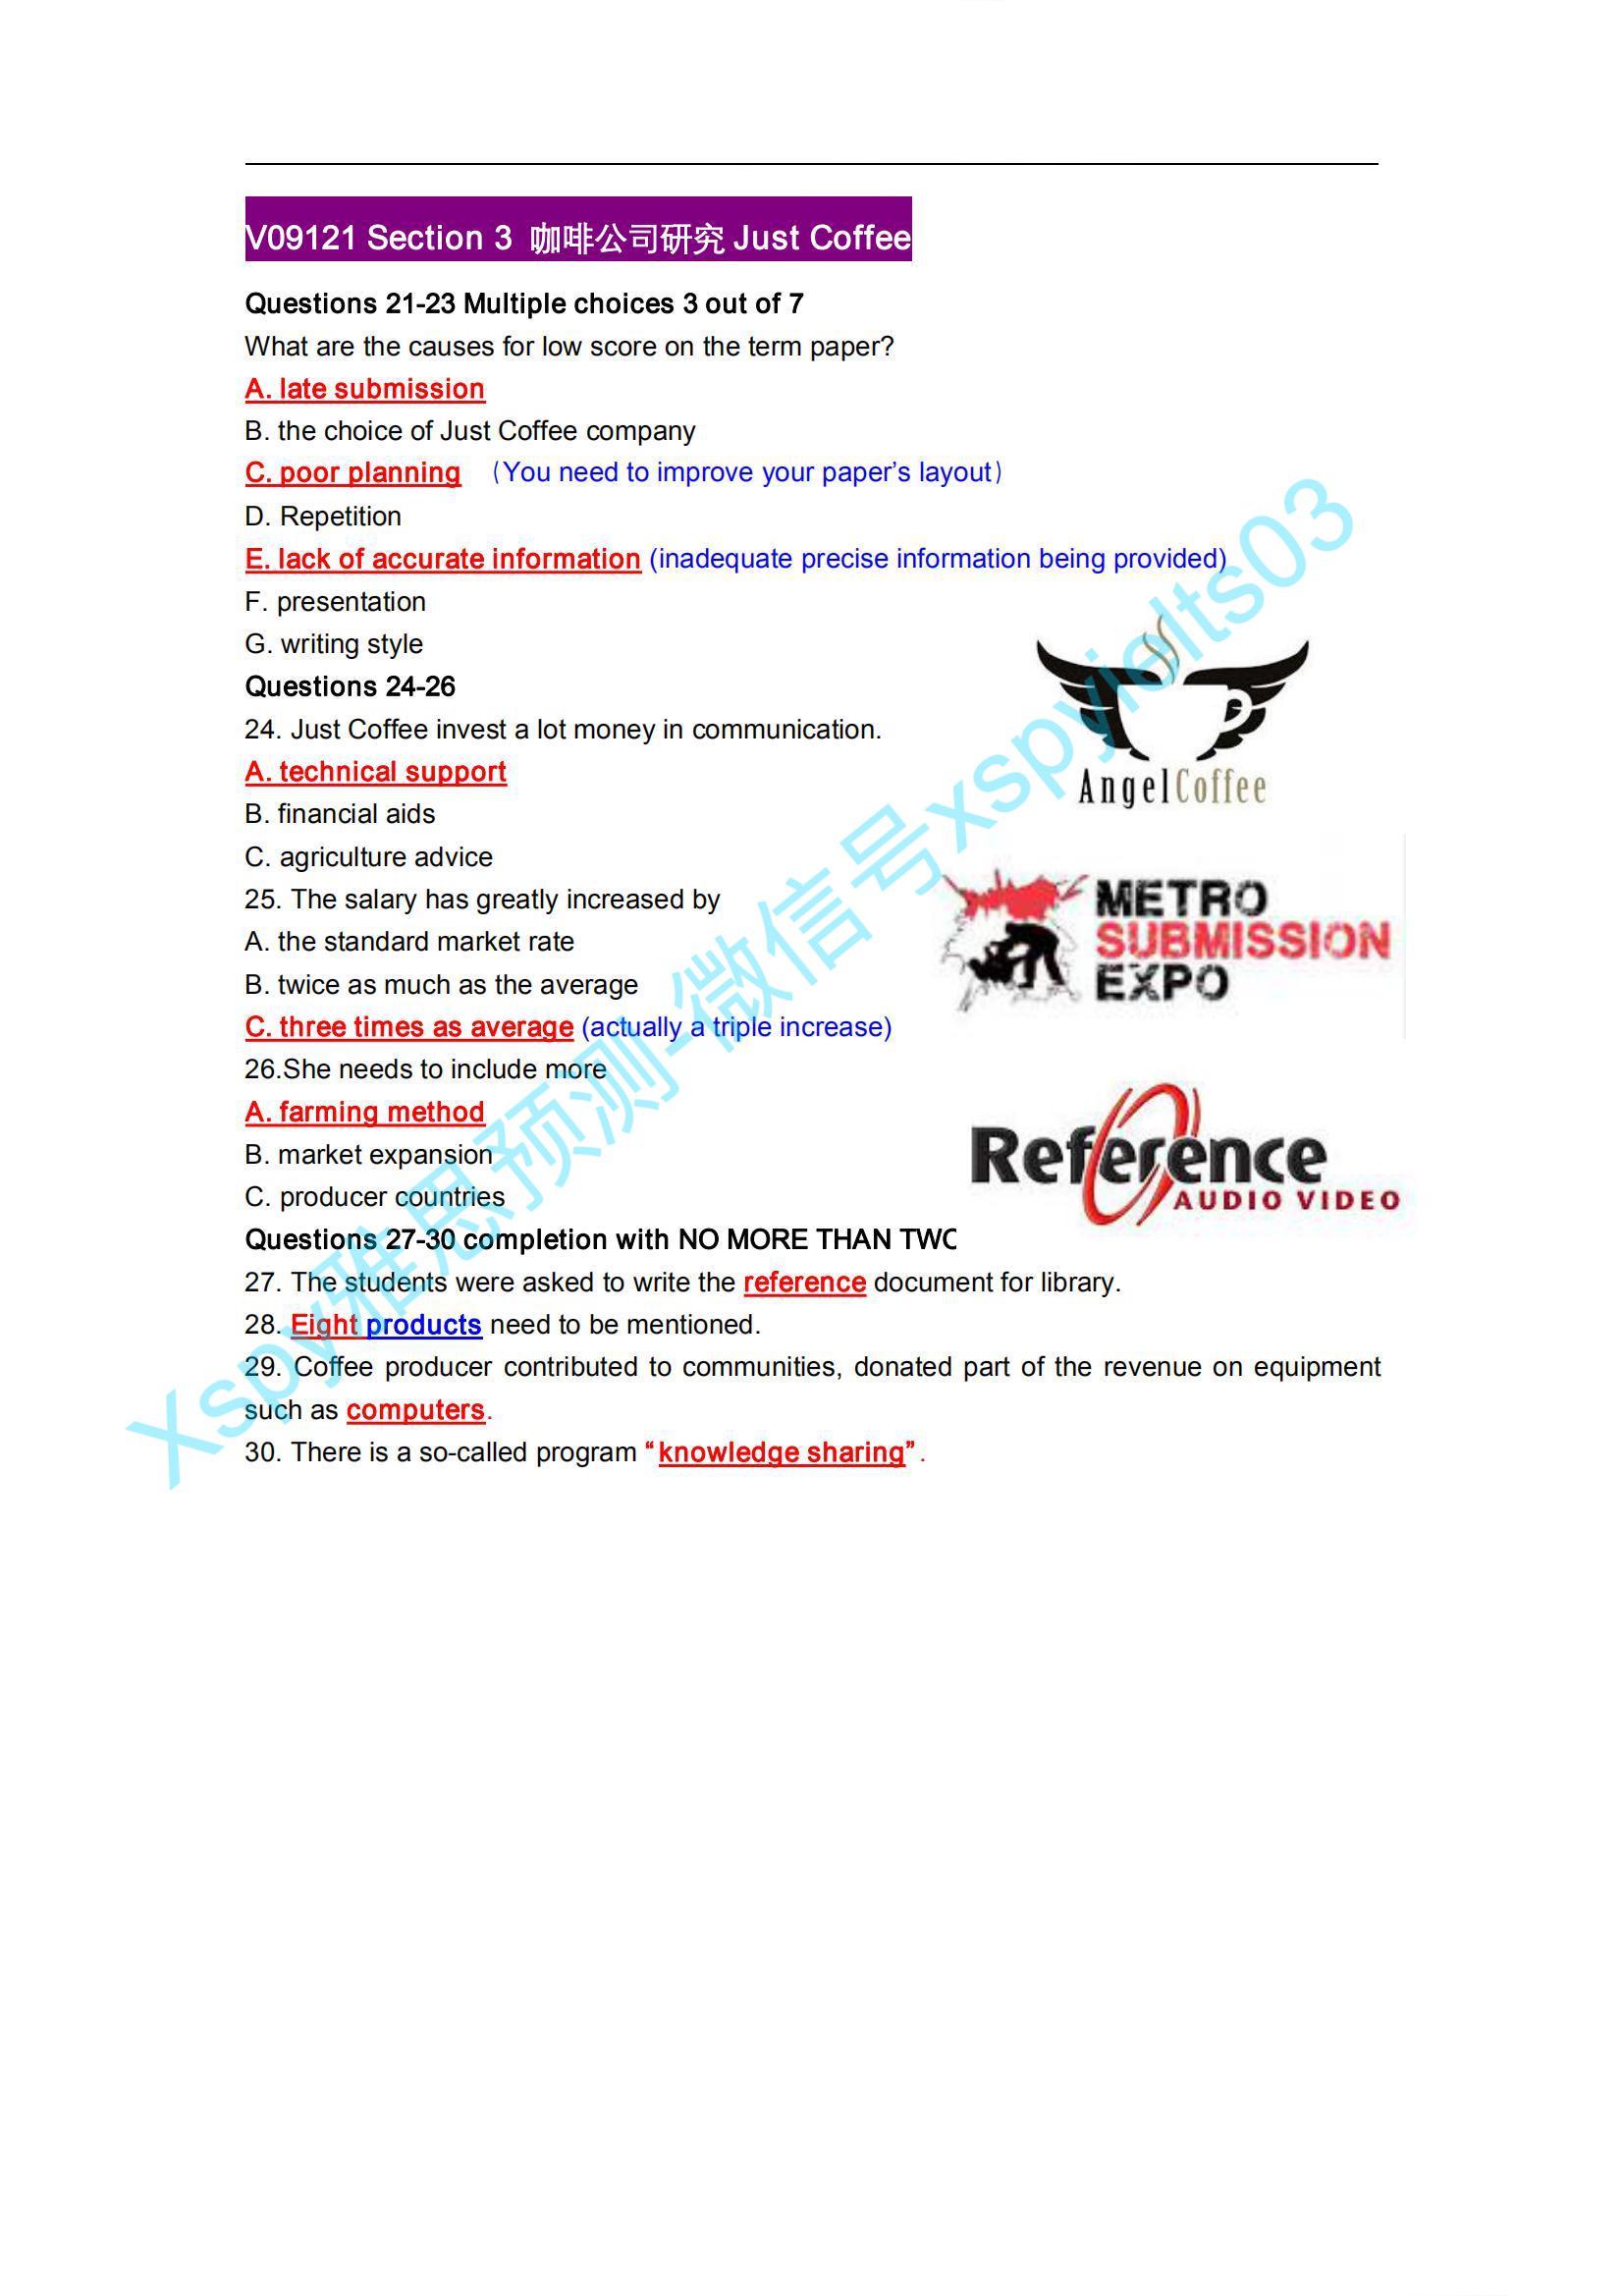 V09121 Section 3 咖啡公司研究 Just Coffee
Questions 21-23 Multiple choices 3 out of 7
What are the causes for low score on the term paper?
A. late submission
B. the choice of Just Coffee company
C. poor planning （You need to improve your paper’s layout）
D. Repetition
E. lack of accurate information (inadequate precise information being provided)
F. presentation
G. writing style
Questions 24-26
24. Just Coffee invest a lot money in communication.
A. technical support
B. financial aids
C. agriculture advice
25. The salary has greatly increased by
A. the standard market rate
B. twice as much as the average
C. three times as average (actually a triple increase)
26.She needs to include more
A. farming method
B. market expansion
C. producer countries
Questions 27-30 completion with NO MORE THAN TWO
27. The students were asked to write the reference document for library.
28. Eight products need to be mentioned.
29. Coffee producer contributed to communities, donated part of the revenue on equipment
such as computers.
30. There is a so-called program “knowledge sharing”.
AngelCoffee
METRO
SUBMISSION
EXPO
Reference
AUDIO VIDEO
Xspy雅思预测-微信号xspyielts03